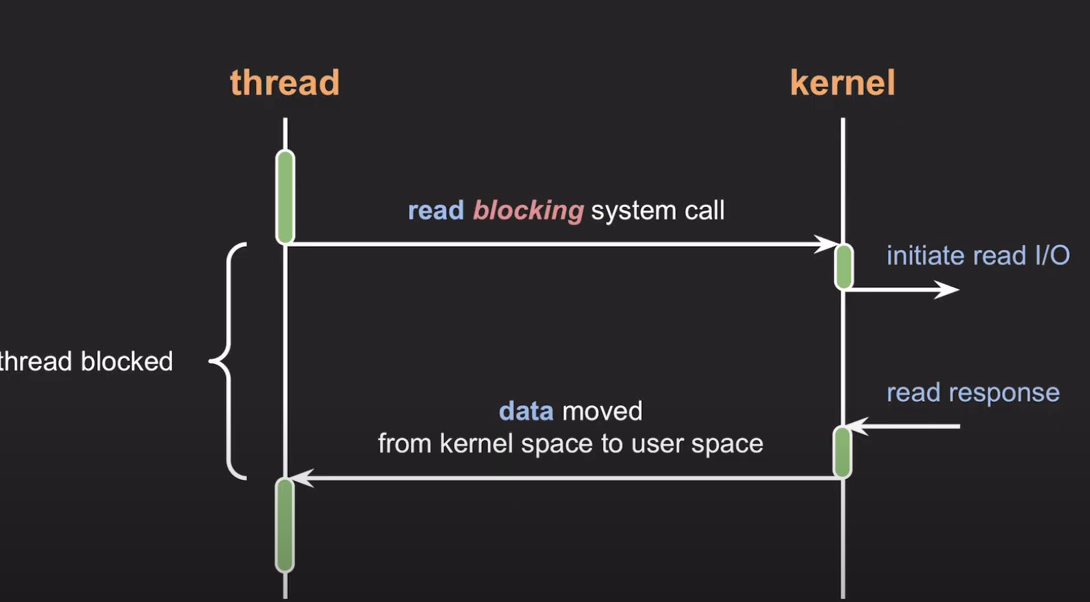 thread
kernel
read blocking system call
initiate read I/O
thread blocked
read response
data moved
from kernel space to user space